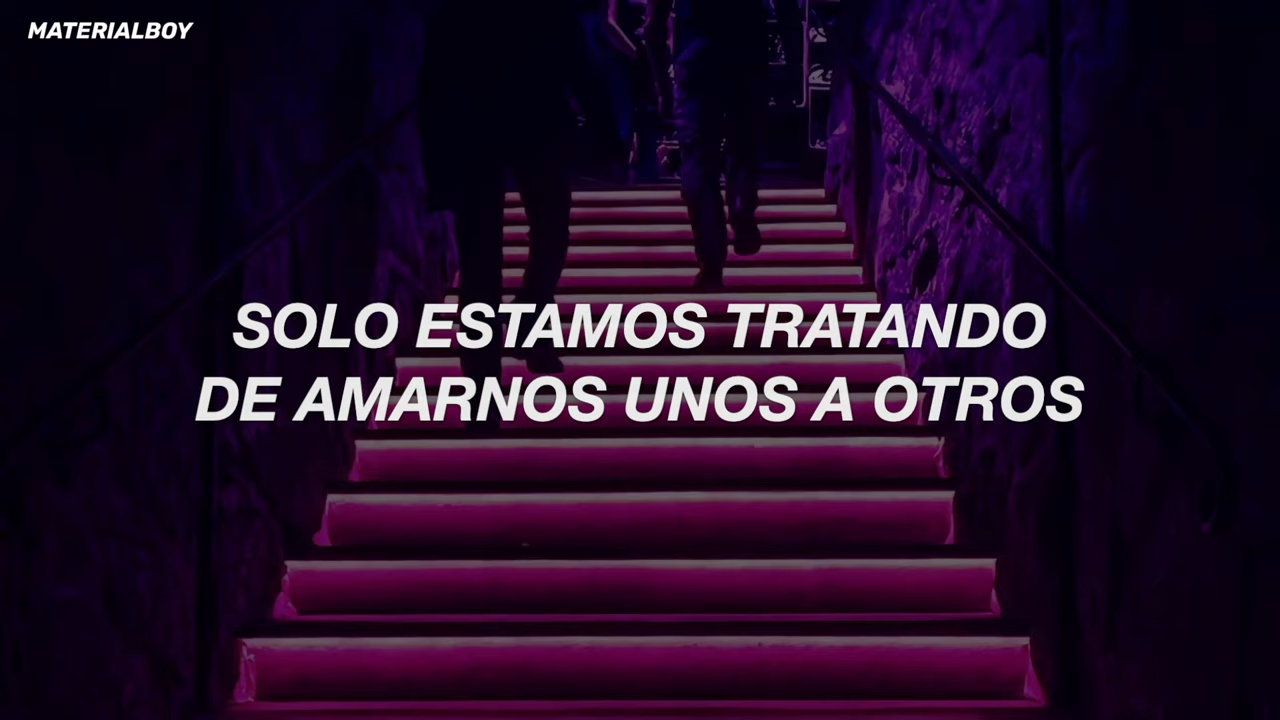 MATERIALBOY
SOLO ESTAMOS TRATANDO
DE AMARNOS UNOS A OTROS